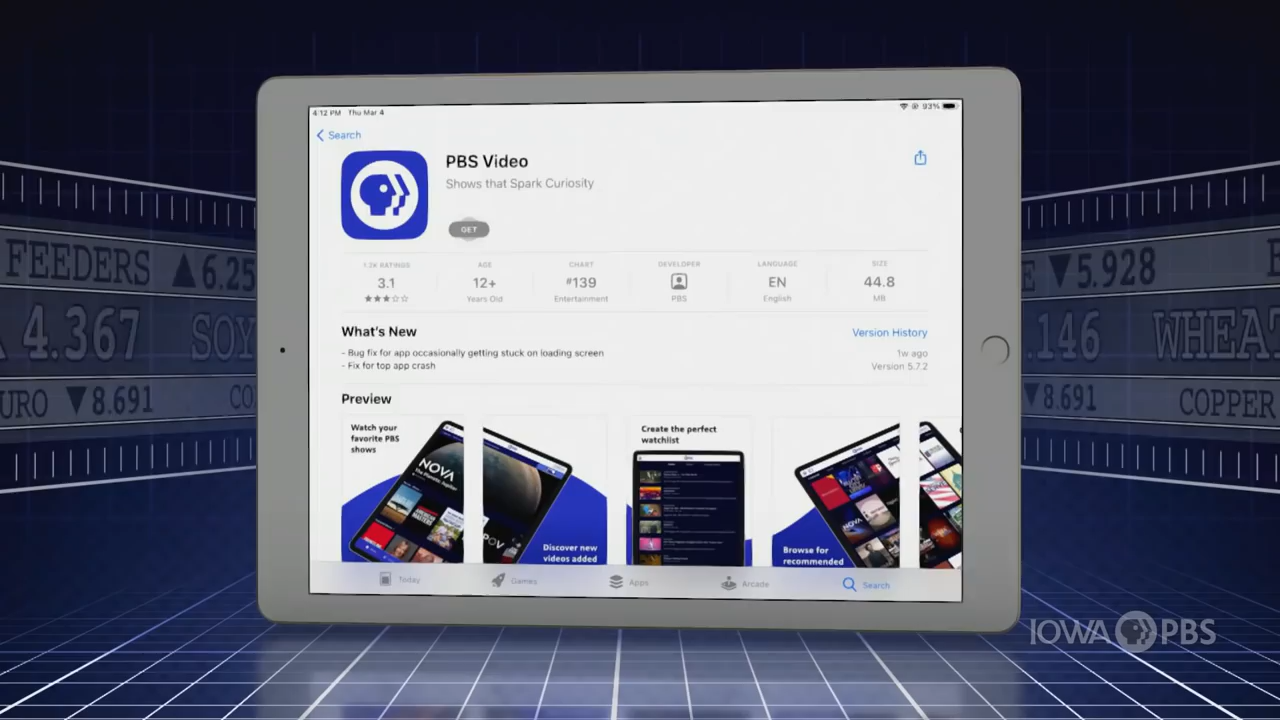 4:12 PM Thu Mar 4
93%
Search
PBS Video
Shows that Spark Curiosity
GET
1.2K RATINGS
3.1
AGE
12+
Years Old
CHART
#139
Entertainment
DEVELOPER
PBS
LANGUAGE
EN
English
SIZE
44.8
MB
What's New
Version History
- Bug fix for app occasionally getting stuck on loading screen
- Fix for top app crash
1w ago
Version 5.7.2
Preview
Watch your
favorite PBS
shows
NOVA
Discover new
videos added
Create the perfect
watchlist
Browse for
recommended
NOVA
Today
Games
Apps
Arcade
Search
FEEDERS ▲6.25
4.367 SOY
URO ▼8.691 CO
▼5.928
.146 WHEAT
▼8.691 COPPER
IOWA PBS